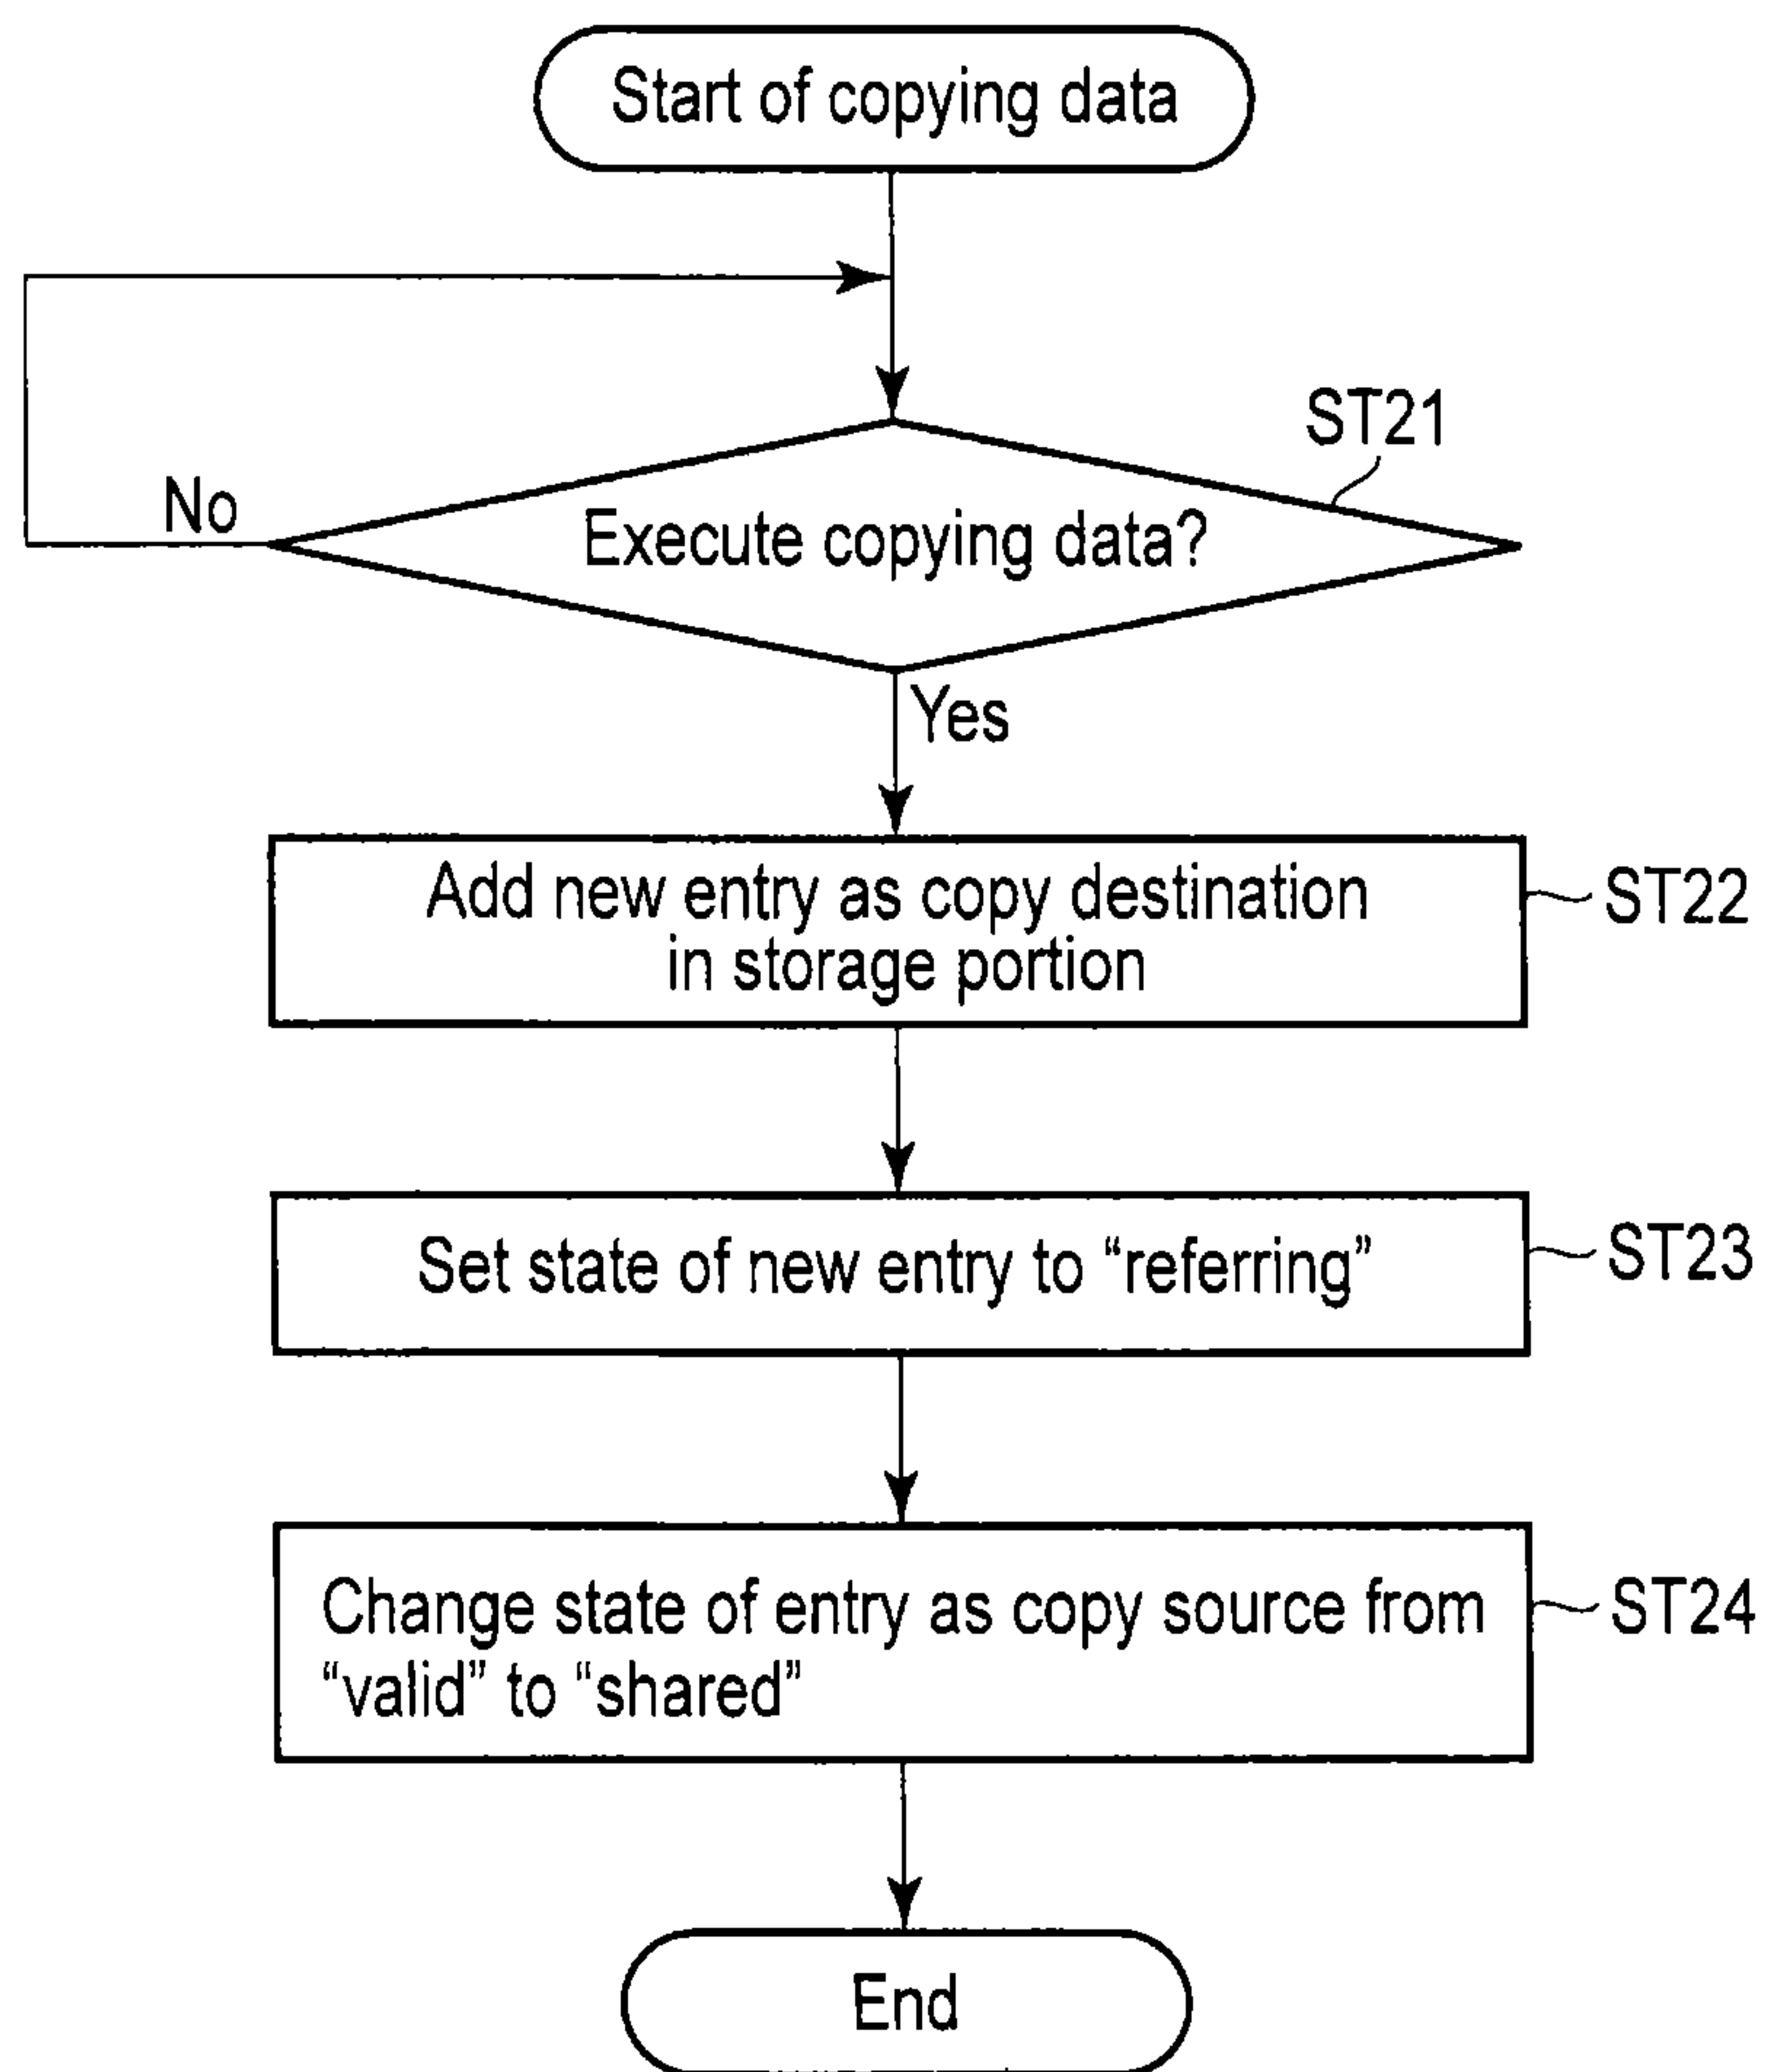 Start of copying data
ST21
No
Execute copying data?
Yes
Add new entry as copy destination
in storage portion
ST22
Set state of new entry to “referring”
ST23
Change state of entry as copy source from
“valid” to “shared”
ST24
End